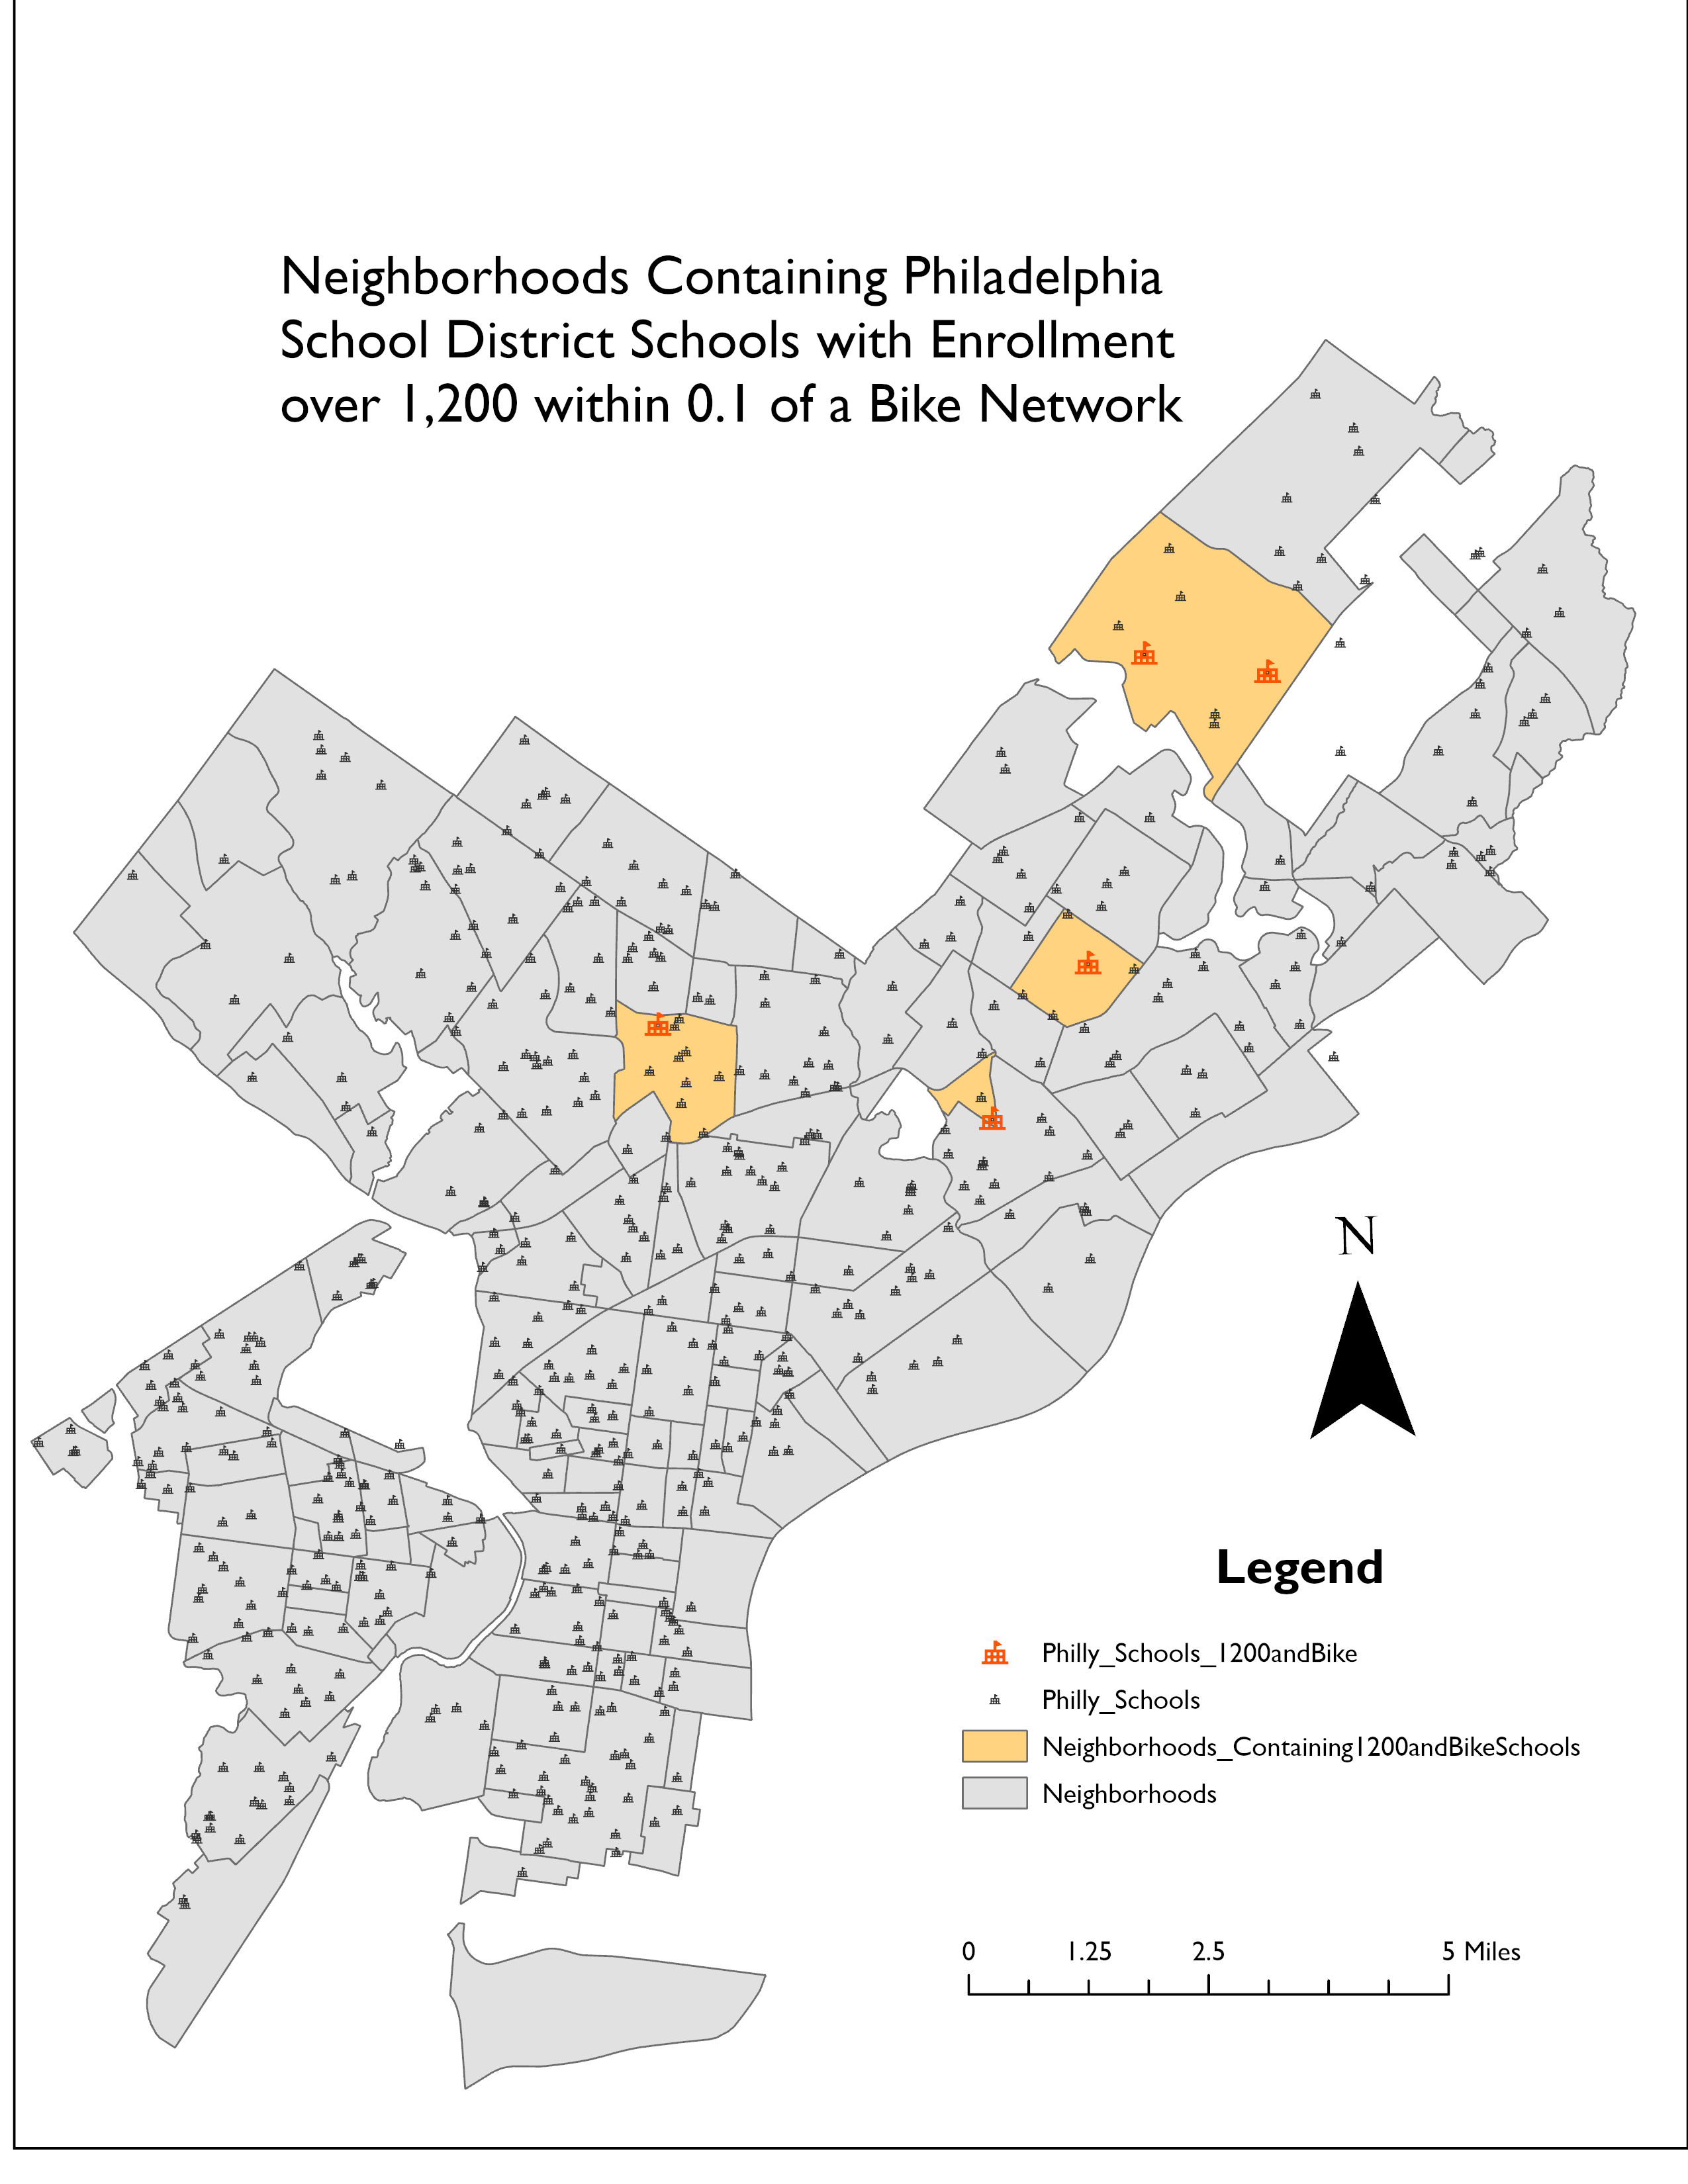 Neighborhoods Containing Philadelphia
School District Schools with Enrollment
over 1,200 within 0.1 of a Bike Network
N
Legend
Philly_Schools_1200andBike
Philly_Schools
Neighborhoods_Containing1200andBikeSchools
Neighborhoods
0 1.25 2.5 5 Miles